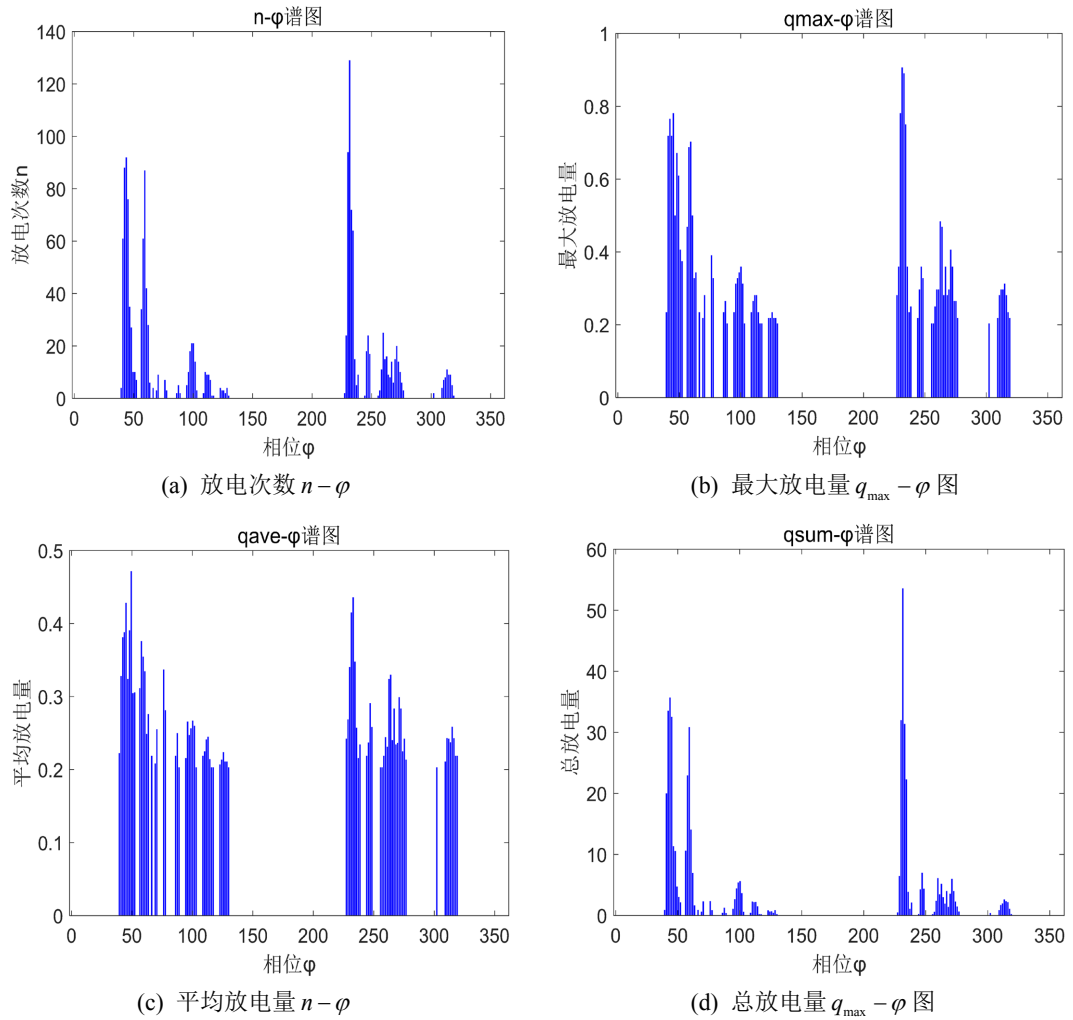 n-φ谱图
140
120
100
80
60
40
20
0
放电次数n
0 50 100 150 200 250 300 350
相位φ
(a) 放电次数 n − φ
qmax-φ谱图
1
0.8
0.6
0.4
0.2
0
最大放电量
0 50 100 150 200 250 300 350
相位φ
(b) 最大放电量 q_max − φ 图
qave-φ谱图
0.5
0.4
0.3
0.2
0.1
0
平均放电量
0 50 100 150 200 250 300 350
相位φ
(c) 平均放电量 n − φ
qsum-φ谱图
60
50
40
30
20
10
0
总放电量
0 50 100 150 200 250 300 350
相位φ
(d) 总放电量 q_max − φ 图